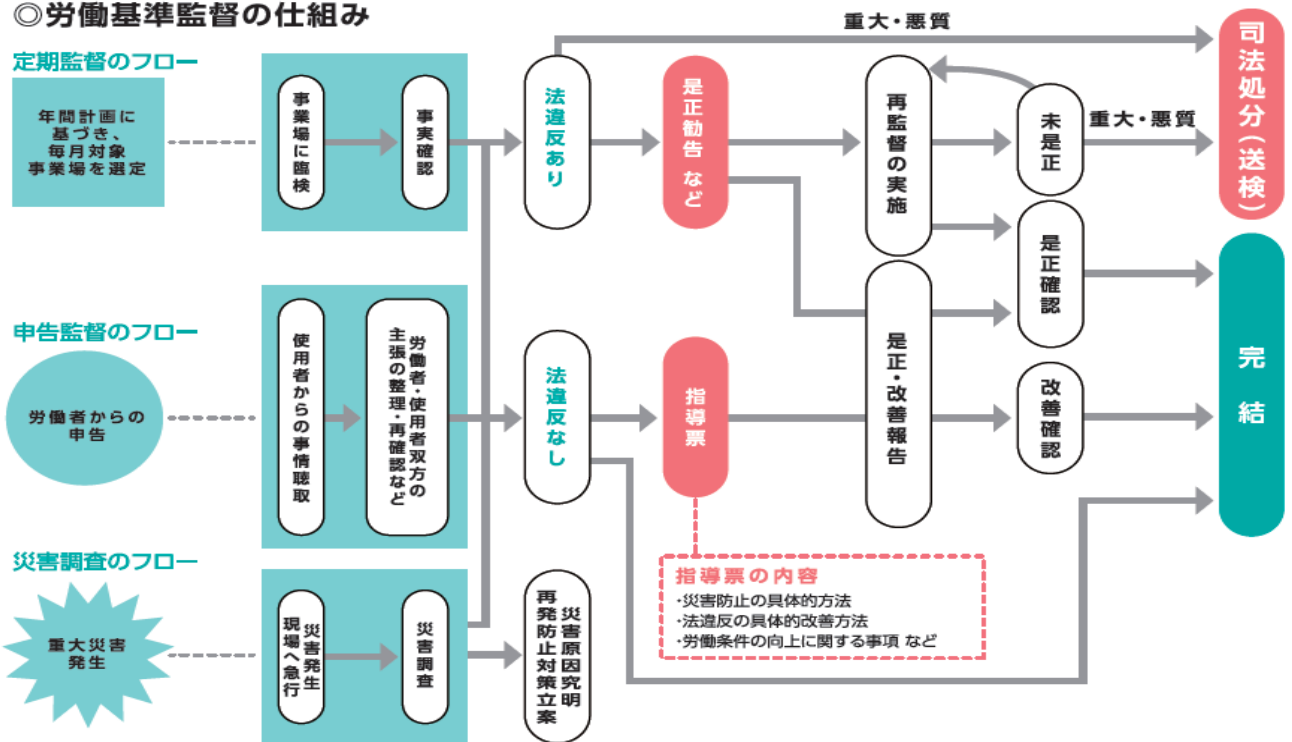 ◎労働基準監督の仕組み
定期監督のフロー
年間計画に
基づき、
毎月対象
事業場を選定
事業場に臨検
事実確認
法違反あり
是正勧告 など
再監督の実施
未是正
重大・悪質
重大・悪質
司法処分(送検)
是正確認
完結
申告監督のフロー
労働者からの
申告
使用者からの事情聴取
労働者・使用者双方の
主張の整理・再確認など
法違反なし
指導票
是正・改善報告
改善確認
指導票の内容
・災害防止の具体的方法
・法違反の具体的改善方法
・労働条件の向上に関する事項 など
災害調査のフロー
重大災害
発生
災害発生
現場へ急行
災害調査
災害原因究明
再発防止対策立案